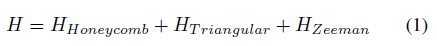 H = H_{Honeycomb} + H_{Triangular} + H_{Zeeman} (1)